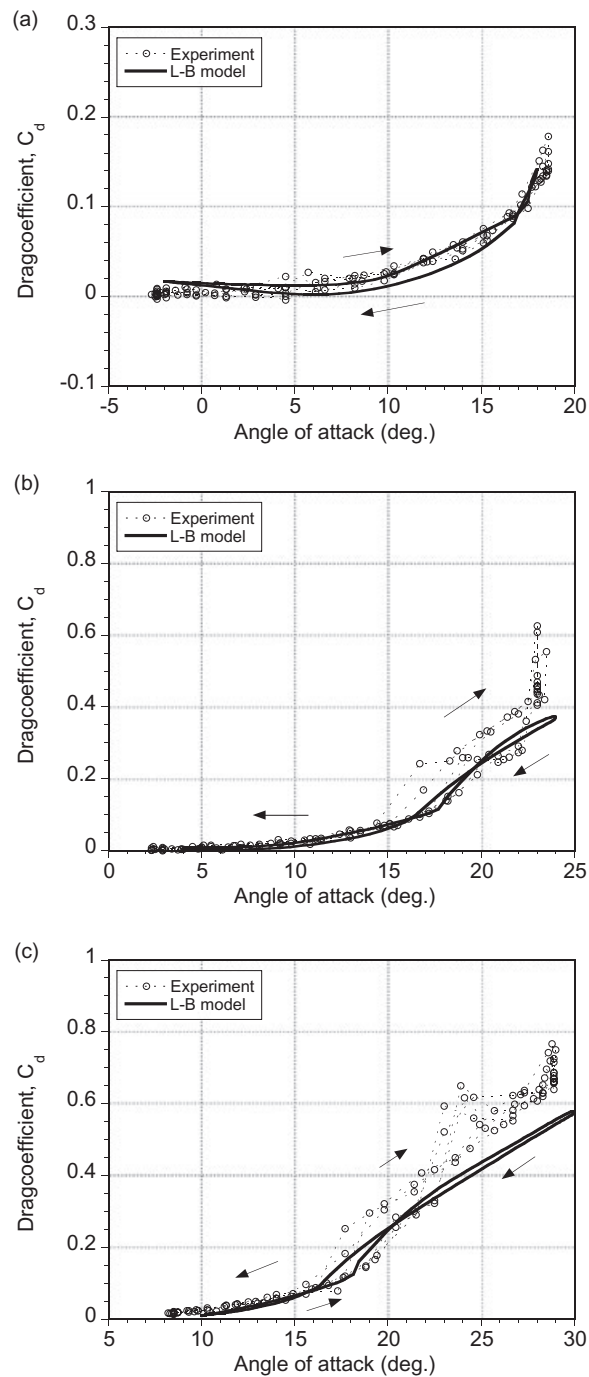 (a)
0.3
Experiment
L-B model
0.2
0.1
0
-0.1
Dragcoefficient, C_d
-5 0 5 10 15 20
Angle of attack (deg.)
(b)
1
Experiment
L-B model
0.8
0.6
0.4
0.2
0
Dragcoefficient, C_d
0 5 10 15 20 25
Angle of attack (deg.)
(c)
1
Experiment
L-B model
0.8
0.6
0.4
0.2
0
Dragcoefficient, C_d
5 10 15 20 25 30
Angle of attack (deg.)